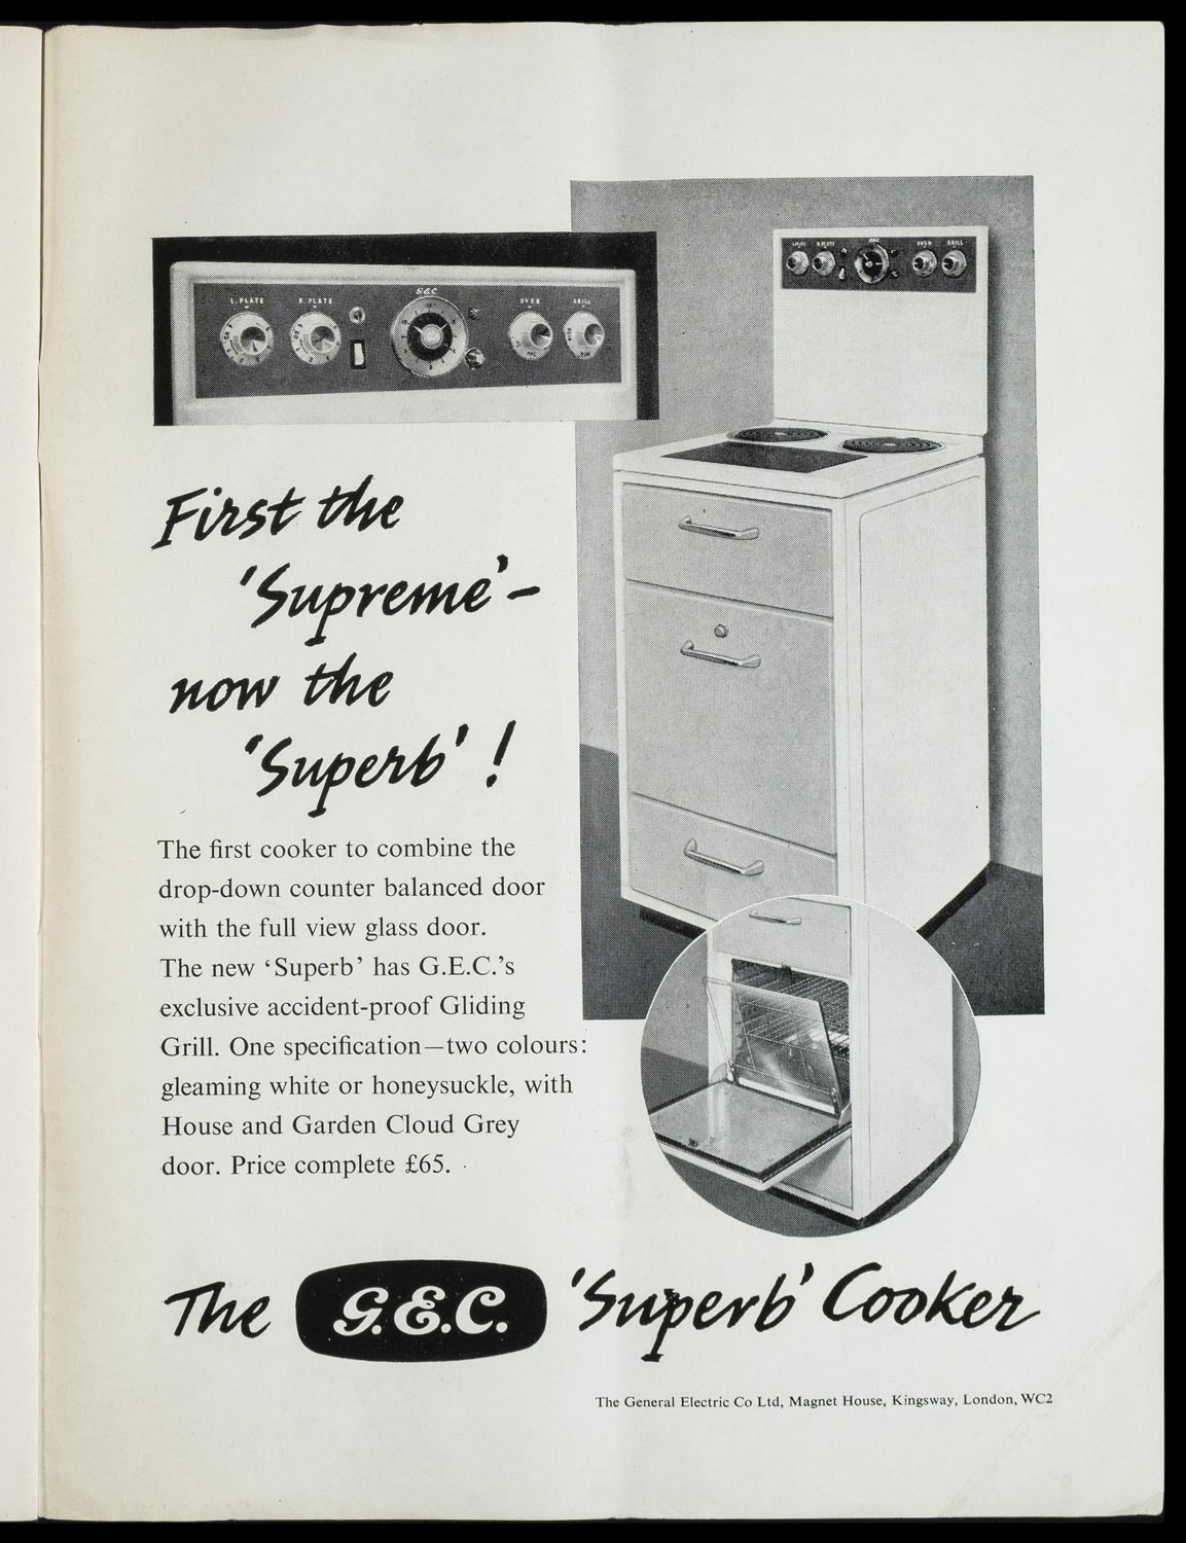 L. PLATE R. PLATE G.E.C. OVEN GRILL
G.E.C. OVEN GRILL
First the
'Supreme'-
now the
'Superb' !
The first cooker to combine the
drop-down counter balanced door
with the full view glass door.
The new ‘Superb’ has G.E.C.’s
exclusive accident-proof Gliding
Grill. One specification—two colours:
gleaming white or honeysuckle, with
House and Garden Cloud Grey
door. Price complete £65.
The G.E.C. 'Superb' Cooker
The General Electric Co Ltd, Magnet House, Kingsway, London, WC2